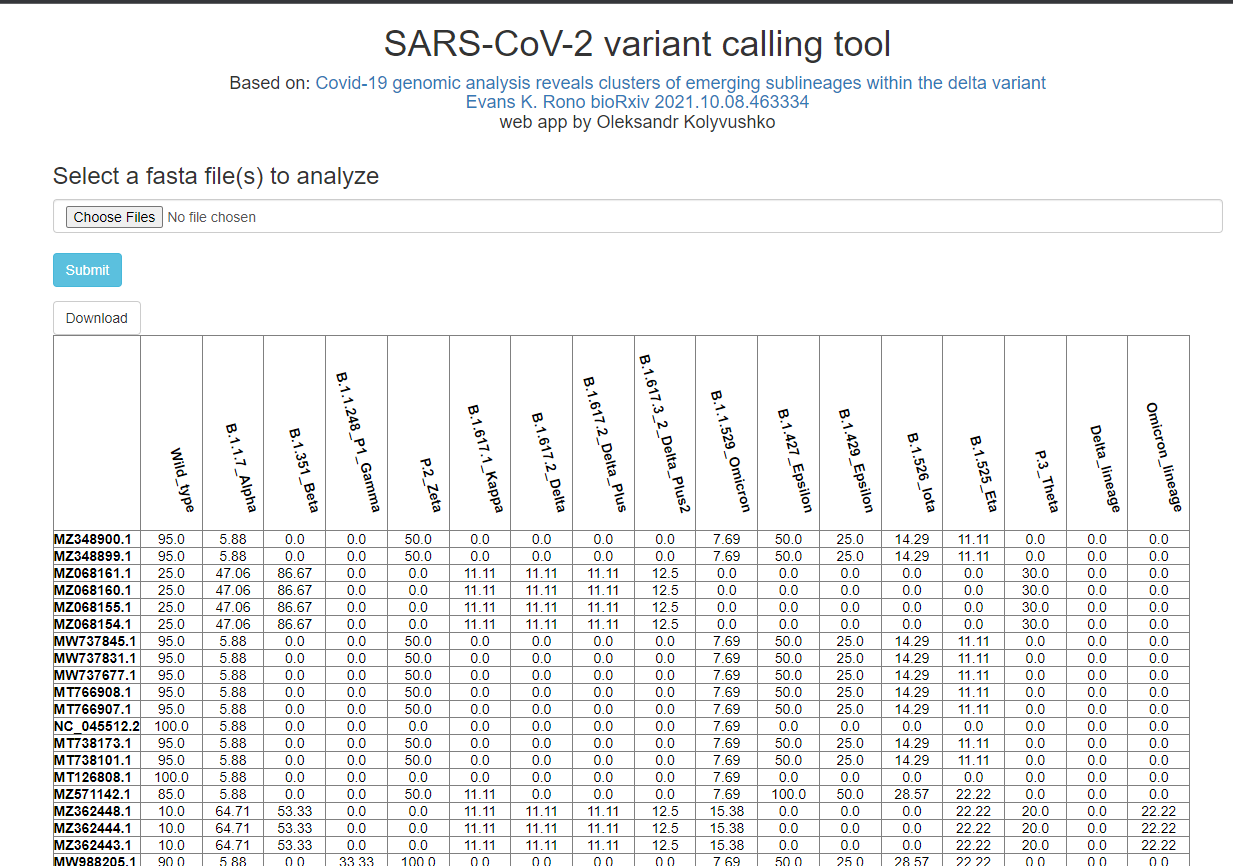 SARS-CoV-2 variant calling tool
Based on: Covid-19 genomic analysis reveals clusters of emerging sublineages within the delta variant
Evans K. Rono bioRxiv 2021.10.08.463334
web app by Oleksandr Kolyvushko
Select a fasta file(s) to analyze
Choose Files No file chosen
Submit
Download
Wild_type B.1.1.7_Alpha B.1.351_Beta B.1.1.248_P1_Gamma P.2_Zeta B.1.617.1_Kappa B.1.617.2_Delta B.1.617.2_Delta_Plus B.1.617.3_2_Delta_Plus2 B.1.1.529_Omicron B.1.427_Epsilon B.1.429_Epsilon B.1.526_Iota B.1.525_Eta P.3_Theta Delta_lineage Omicron_lineage
MZ348900.1 95.0 5.88 0.0 0.0 50.0 0.0 0.0 0.0 0.0 7.69 50.0 25.0 14.29 11.11 0.0 0.0 0.0
MZ348899.1 95.0 5.88 0.0 0.0 50.0 0.0 0.0 0.0 0.0 7.69 50.0 25.0 14.29 11.11 0.0 0.0 0.0
MZ068161.1 25.0 47.06 86.67 0.0 0.0 11.11 11.11 11.11 12.5 0.0 0.0 0.0 0.0 0.0 30.0 0.0 0.0
MZ068160.1 25.0 47.06 86.67 0.0 0.0 11.11 11.11 11.11 12.5 0.0 0.0 0.0 0.0 0.0 30.0 0.0 0.0
MZ068155.1 25.0 47.06 86.67 0.0 0.0 11.11 11.11 11.11 12.5 0.0 0.0 0.0 0.0 0.0 30.0 0.0 0.0
MZ068154.1 25.0 47.06 86.67 0.0 0.0 11.11 11.11 11.11 12.5 0.0 0.0 0.0 0.0 0.0 30.0 0.0 0.0
MW737845.1 95.0 5.88 0.0 0.0 50.0 0.0 0.0 0.0 0.0 7.69 50.0 25.0 14.29 11.11 0.0 0.0 0.0
MW737831.1 95.0 5.88 0.0 0.0 50.0 0.0 0.0 0.0 0.0 7.69 50.0 25.0 14.29 11.11 0.0 0.0 0.0
MW737677.1 95.0 5.88 0.0 0.0 50.0 0.0 0.0 0.0 0.0 7.69 50.0 25.0 14.29 11.11 0.0 0.0 0.0
MT766908.1 95.0 5.88 0.0 0.0 50.0 0.0 0.0 0.0 0.0 7.69 50.0 25.0 14.29 11.11 0.0 0.0 0.0
MT766907.1 95.0 5.88 0.0 0.0 50.0 0.0 0.0 0.0 0.0 7.69 50.0 25.0 14.29 11.11 0.0 0.0 0.0
NC_045512.2 100.0 5.88 0.0 0.0 0.0 0.0 0.0 0.0 0.0 7.69 0.0 0.0 0.0 0.0 0.0 0.0 0.0
MT738173.1 95.0 5.88 0.0 0.0 50.0 0.0 0.0 0.0 0.0 7.69 50.0 25.0 14.29 11.11 0.0 0.0 0.0
MT738101.1 95.0 5.88 0.0 0.0 50.0 0.0 0.0 0.0 0.0 7.69 50.0 25.0 14.29 11.11 0.0 0.0 0.0
MT126808.1 100.0 5.88 0.0 0.0 0.0 0.0 0.0 0.0 0.0 7.69 0.0 0.0 0.0 0.0 0.0 0.0 0.0
MZ571142.1 85.0 5.88 0.0 0.0 50.0 11.11 0.0 0.0 0.0 7.69 100.0 50.0 28.57 22.22 0.0 0.0 0.0
MZ362448.1 10.0 64.71 53.33 0.0 0.0 11.11 11.11 11.11 12.5 15.38 0.0 0.0 0.0 22.22 20.0 0.0 22.22
MZ362444.1 10.0 64.71 53.33 0.0 0.0 11.11 11.11 11.11 12.5 15.38 0.0 0.0 0.0 22.22 20.0 0.0 22.22
MZ362443.1 10.0 64.71 53.33 0.0 0.0 11.11 11.11 11.11 12.5 15.38 0.0 0.0 0.0 22.22 20.0 0.0 22.22
MW988205.1 90.0 5.88 0.0 33.33 100.0 0.0 0.0 0.0 0.0 7.69 50.0 25.0 28.57 22.22 0.0 0.0 0.0